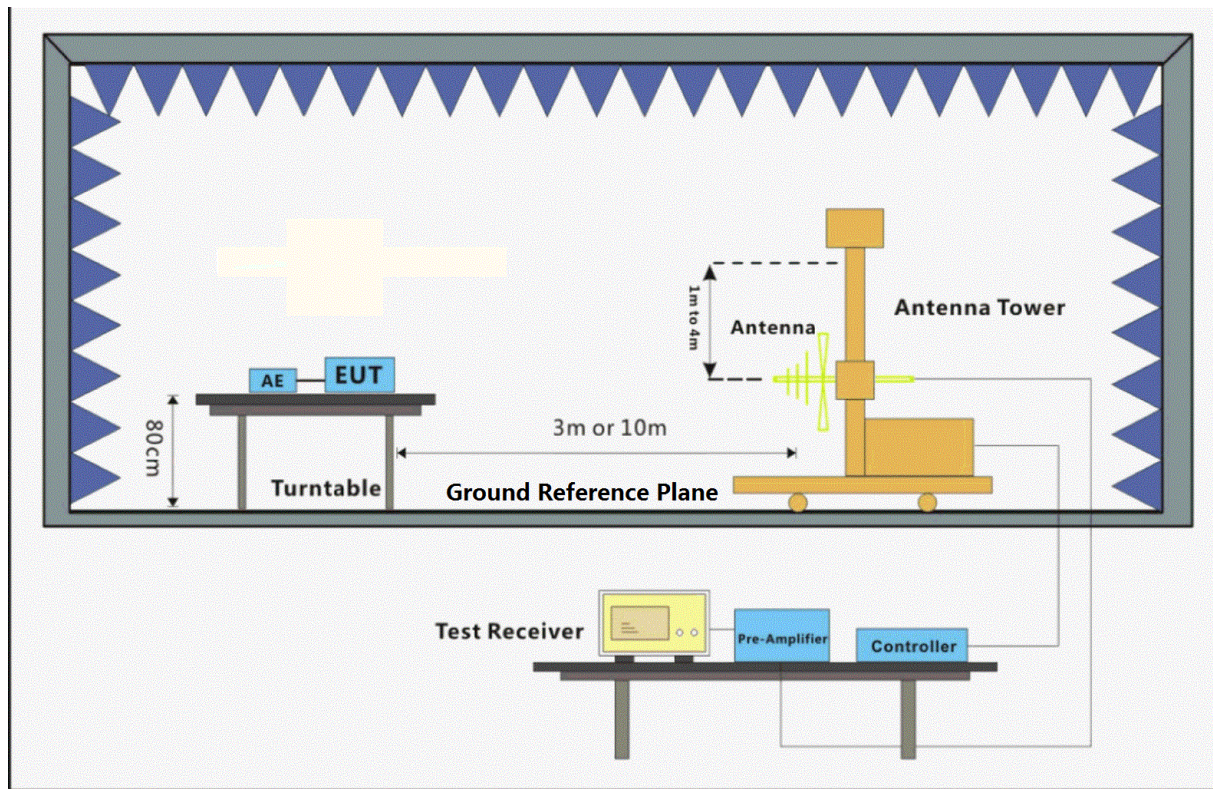 1m to 4m
Antenna
Antenna Tower
AE
EUT
80cm
3m or 10m
Turntable
Ground Reference Plane
Test Receiver
Pre-Amplifier
Controller